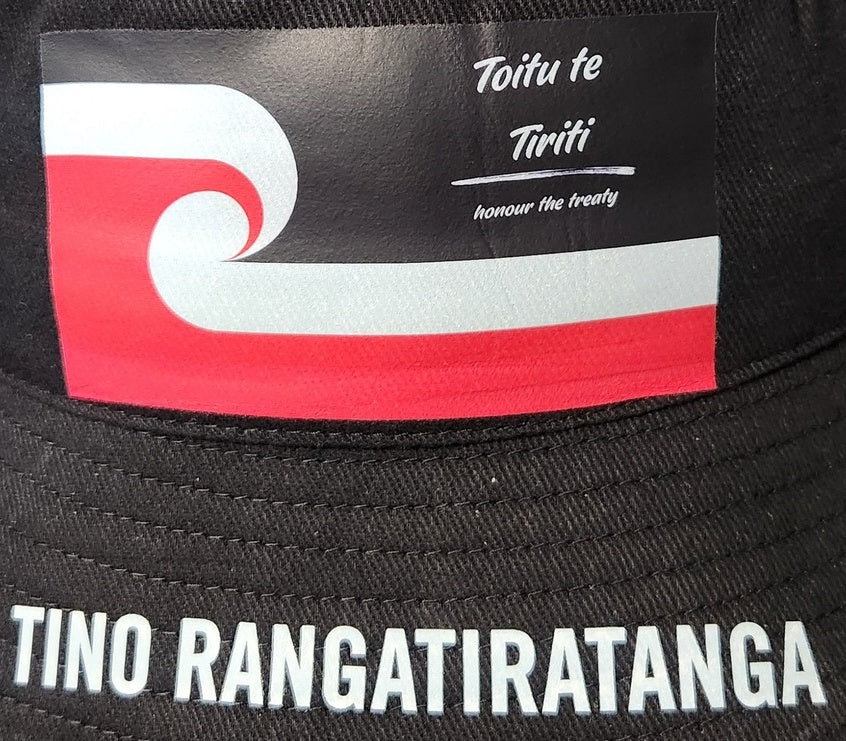 Toitu te
Tiriti
honour the treaty
TINO RANGATIRATANGA